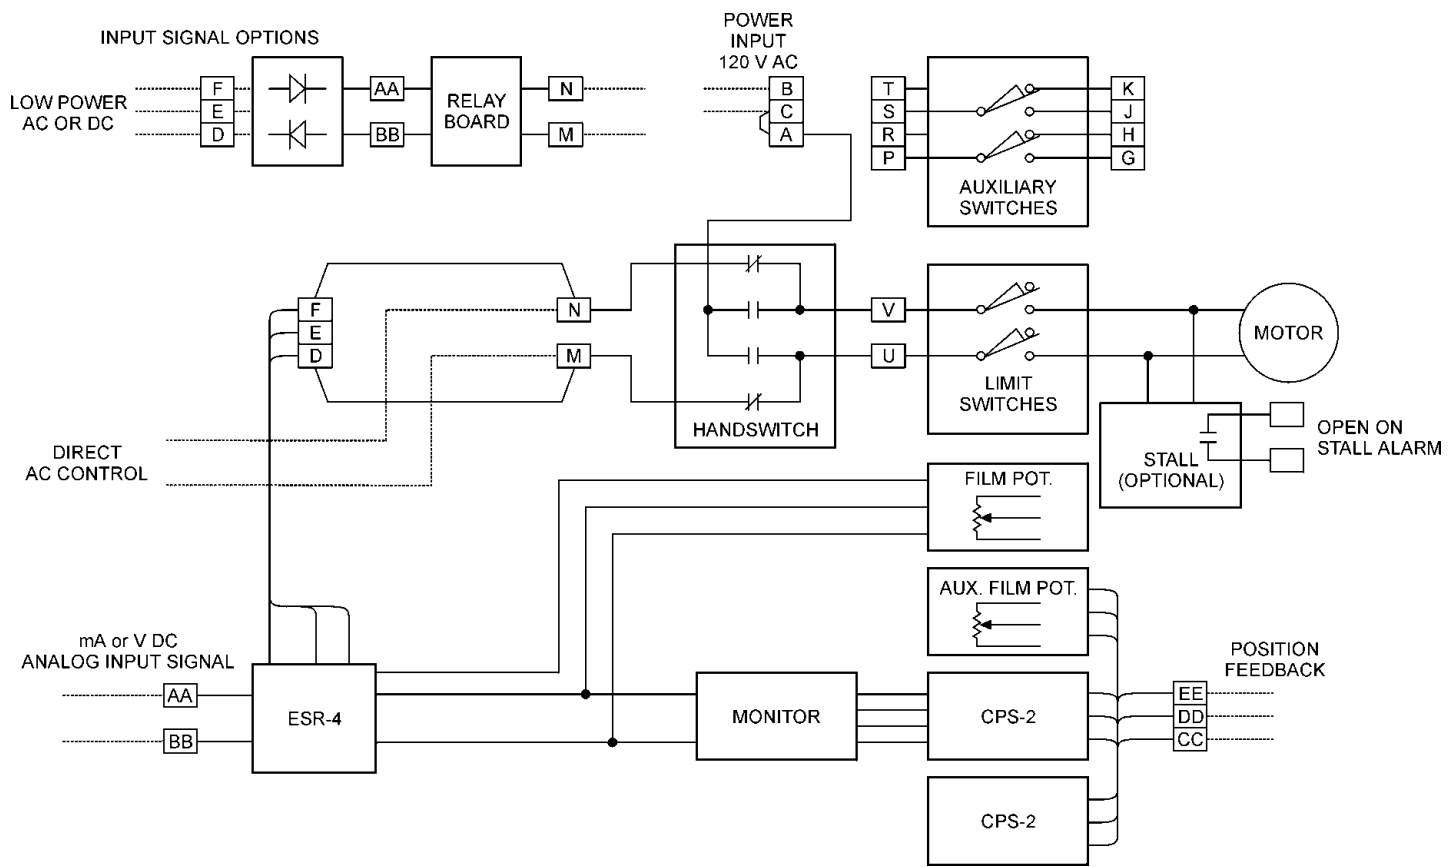 INPUT SIGNAL OPTIONS
POWER
INPUT
120 V AC
LOW POWER
AC OR DC
F
E
D
AA
BB
RELAY
BOARD
N
M
B
C
A
T
S
R
P
K
J
H
G
AUXILIARY
SWITCHES
F
E
D
N
M
HANDSWITCH
V
U
LIMIT
SWITCHES
MOTOR
DIRECT
AC CONTROL
STALL
(OPTIONAL)
OPEN ON
STALL ALARM
FILM POT.
AUX. FILM POT.
mA or V DC
ANALOG INPUT SIGNAL
AA
BB
ESR-4
MONITOR
CPS-2
POSITION
FEEDBACK
EE
DD
CC
CPS-2